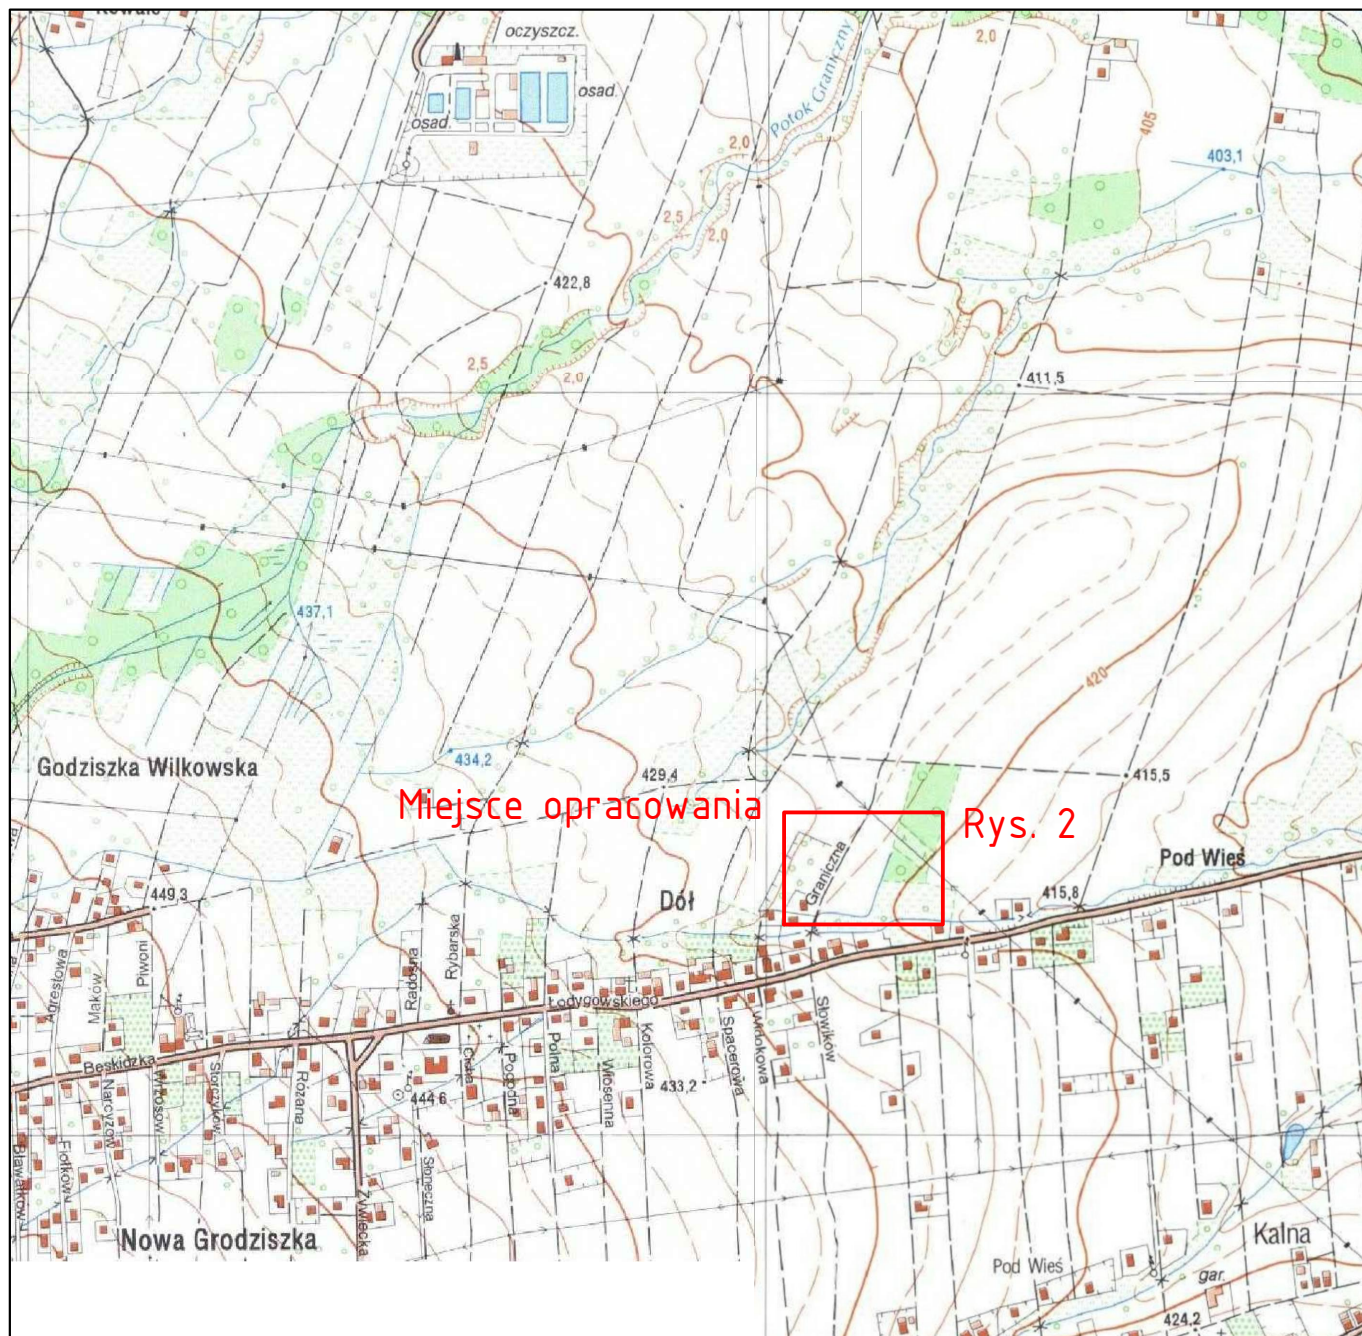 oczyszcz.
osad.
osad.
Potok Graniczny
2,0
2,0
405
403,1
2,5
2,0
422,8
2,5
2,0
411,5
437,1
420
434,2
429,4
415,5
Godziszka Wilkowska
Miejsce opracowania
Rys. 2
Graniczna
Pod Wieś
449,3
Dół
415,8
Agrestowa
Maków
Piwoni
Radosna
Rybarska
Łodygowskiego
Beskidzka
Narcyzów
Wrzosów
Storczyków
Różana
Cicha
Pogodna
Polna
Wiosenna
Kolorowa
433,2
Spacerowa
Widokowa
Słowików
444,6
Bławatków
Fiołków
Żywiecka
Słoneczna
Nowa Grodziszka
Pod Wieś
Kalna
gar.
424,2